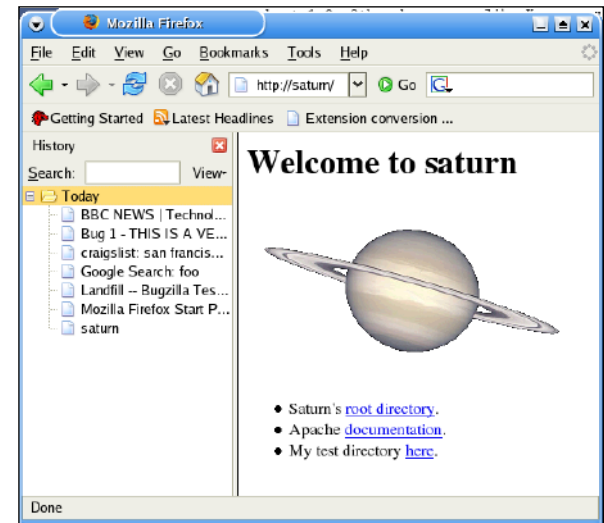 Mozilla Firefox
File Edit View Go Bookmarks Tools Help
http://saturn/ Go G
Getting Started Latest Headlines Extension conversion ...
History
Search: View
Today
BBC NEWS | Technol...
Bug 1 - THIS IS A VE...
craigslist: san francis...
Google Search: foo
Landfill -- Bugzilla Tes...
Mozilla Firefox Start P...
saturn
Welcome to saturn
Saturn's root directory.
Apache documentation.
My test directory here.
Done